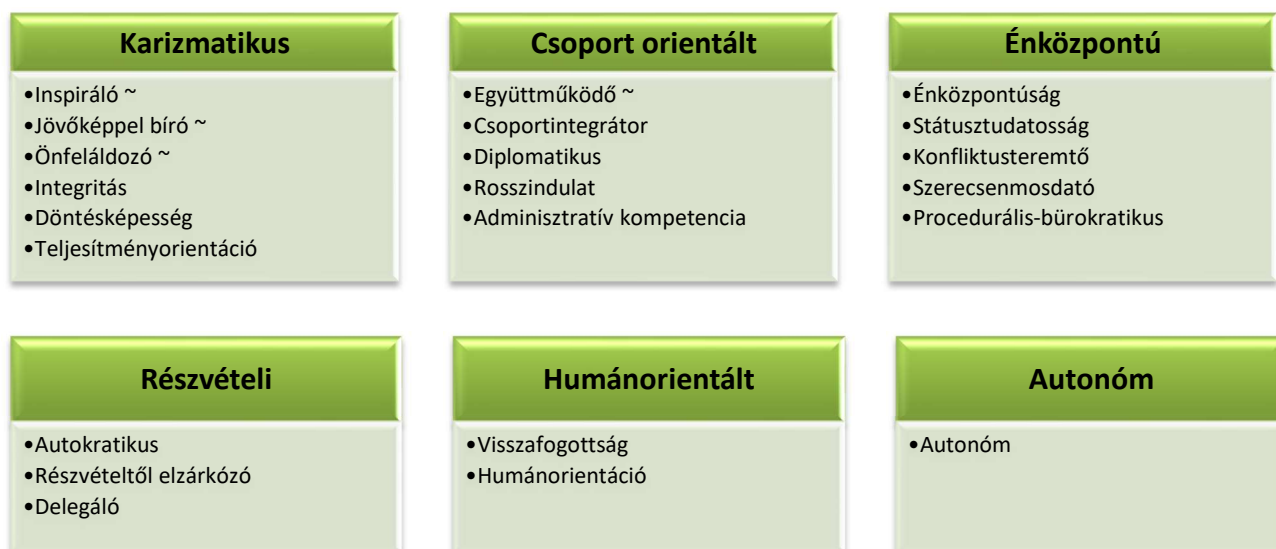 Karizmatikus
•Inspiráló ~
•Jövőképpel bíró ~
•Önfeláldozó ~
•Integritás
•Döntésképesség
•Teljesítményorientáció
Csoport orientált
•Együttműködő ~
•Csoportintegrátor
•Diplomatikus
•Rosszindulat
•Adminisztratív kompetencia
Énközpontú
•Énközpontúság
•Státusztudatosság
•Konfliktusteremtő
•Szerecsenmosdató
•Procedurális-bürokratikus
Részvételi
•Autokratikus
•Részvételtől elzárkózó
•Delegáló
Humánorientált
•Visszafogottság
•Humánorientáció
Autonóm
•Autonóm